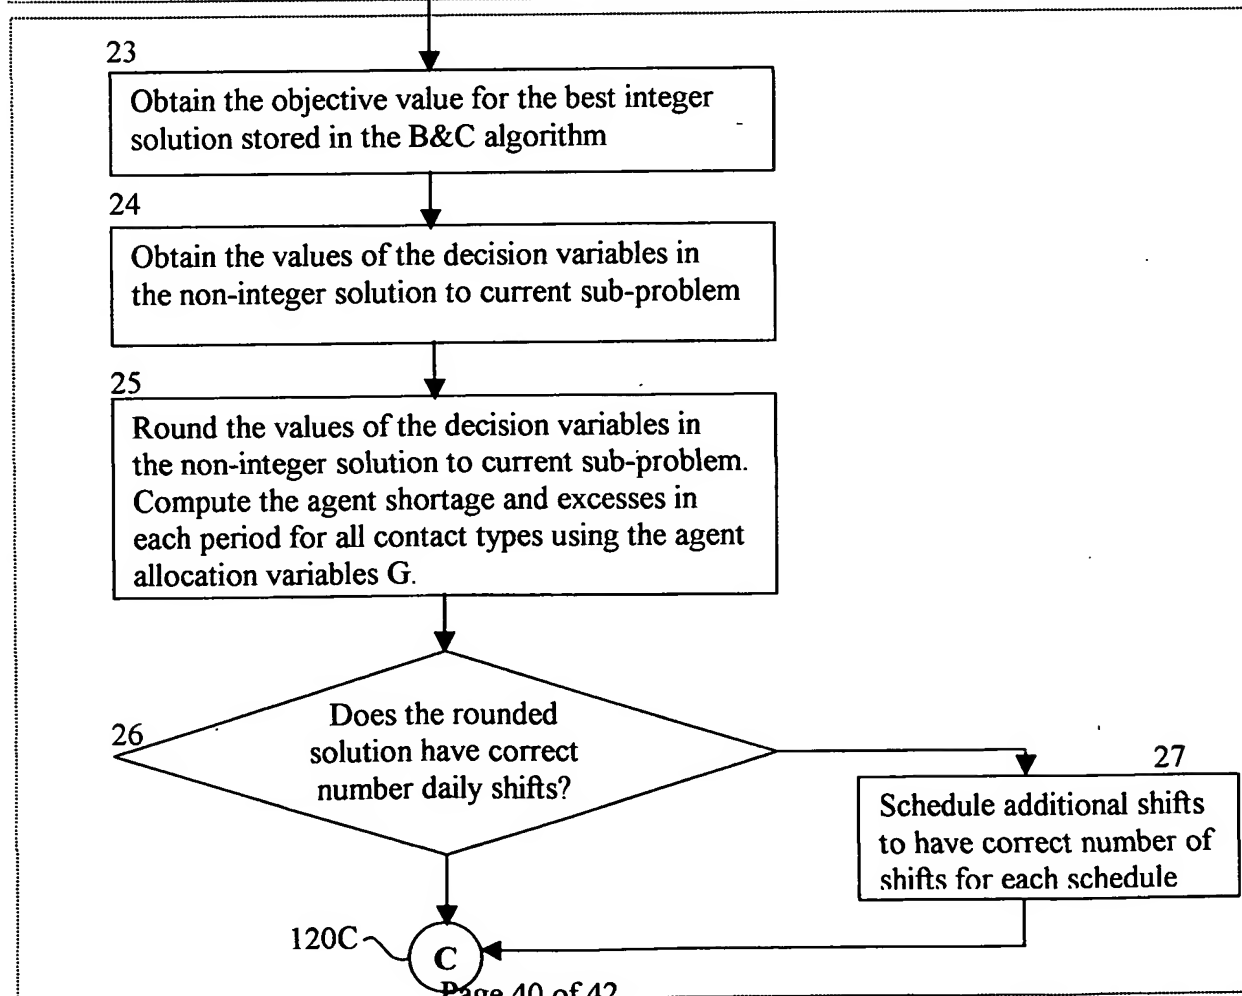 23
Obtain the objective value for the best integer
solution stored in the B&C algorithm
24
Obtain the values of the decision variables in
the non-integer solution to current sub-problem
25
Round the values of the decision variables in
the non-integer solution to current sub-problem.
Compute the agent shortage and excesses in
each period for all contact types using the agent
allocation variables G.
26
Does the rounded
solution have correct
number daily shifts?
27
Schedule additional shifts
to have correct number of
shifts for each schedule
120C
C
Page 40 of 42